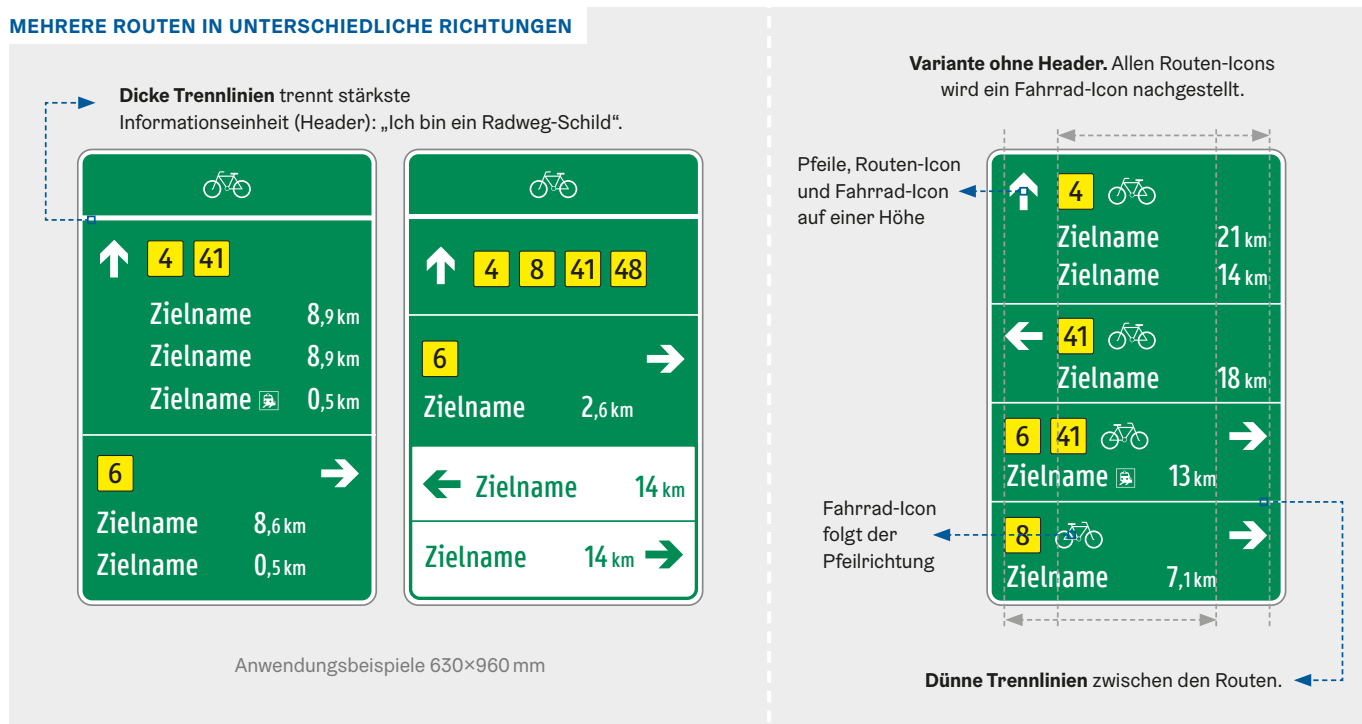 MEHRERE ROUTEN IN UNTERSCHIEDLICHE RICHTUNGEN
Dicke Trennlinien trennt stärkste
Informationseinheit (Header): „Ich bin ein Radweg-Schild“.
4 41
Zielname 8,9 km
Zielname 8,9 km
Zielname 0,5 km
6
Zielname 8,6 km
Zielname 0,5 km
4 8 41 48
6
Zielname 2,6 km
Zielname 14 km
Zielname 14 km
Anwendungsbeispiele 630×960 mm
Variante ohne Header. Allen Routen-Icons
wird ein Fahrrad-Icon nachgestellt.
Pfeile, Routen-Icon
und Fahrrad-Icon
auf einer Höhe
4
Zielname 21 km
Zielname 14 km
41
Zielname 18 km
6 41
Zielname 13 km
8
Zielname 7,1 km
Fahrrad-Icon
folgt der
Pfeilrichtung
Dünne Trennlinien zwischen den Routen.